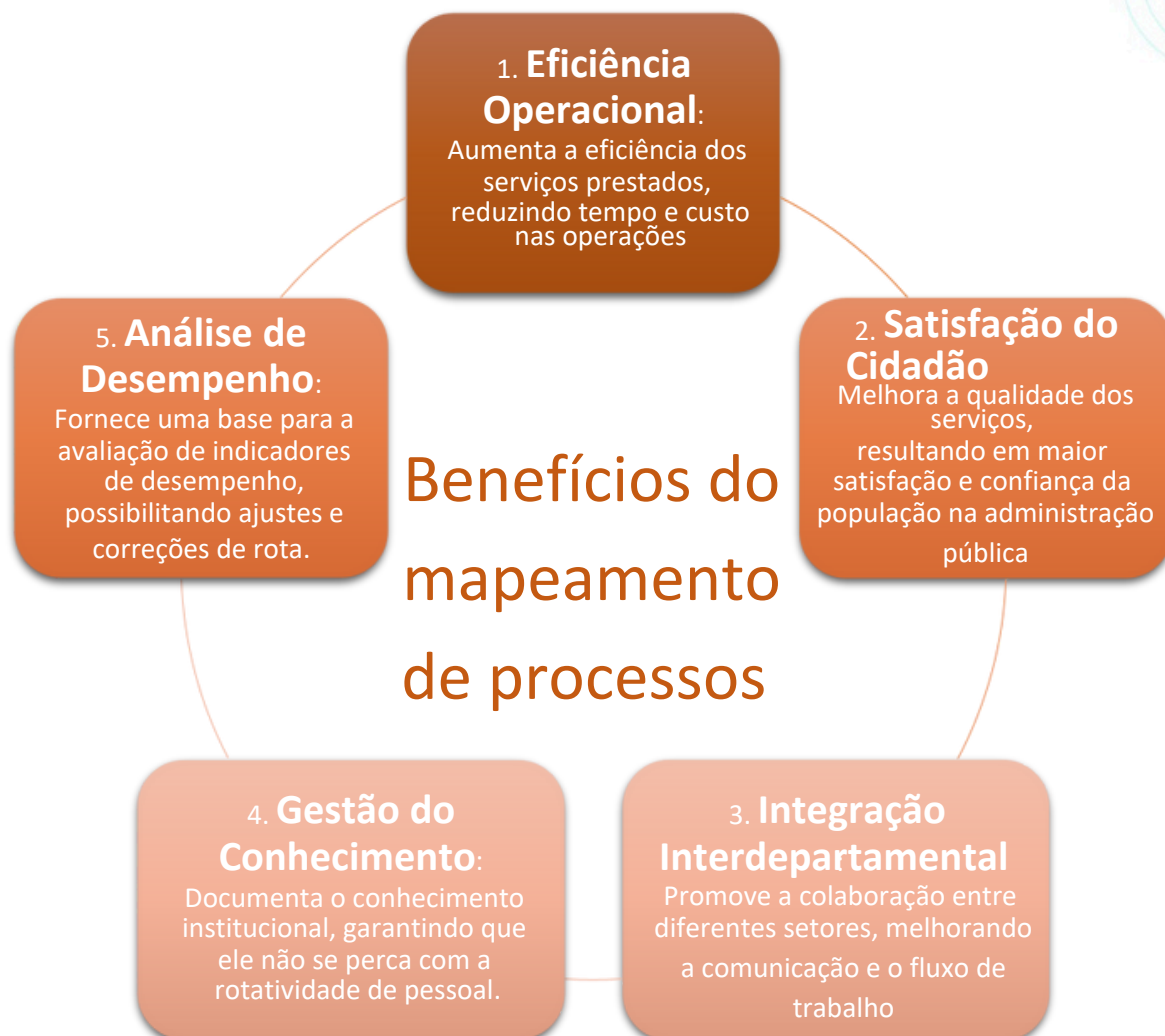 1. Eficiência
Operacional:
Aumenta a eficiência dos
serviços prestados,
reduzindo tempo e custo
nas operações
2. Satisfação do
Cidadão
Melhora a qualidade dos
serviços,
resultando em maior
satisfação e confiança da
população na administração
pública
3. Integração
Interdepartamental
Promove a colaboração entre
diferentes setores, melhorando
a comunicação e o fluxo de
trabalho
4. Gestão do
Conhecimento:
Documenta o conhecimento
institucional, garantindo que
ele não se perca com a
rotatividade de pessoal.
5. Análise de
Desempenho:
Fornece uma base para a
avaliação de indicadores
de desempenho,
possibilitando ajustes e
correções de rota.
Benefícios do
mapeamento
de processos